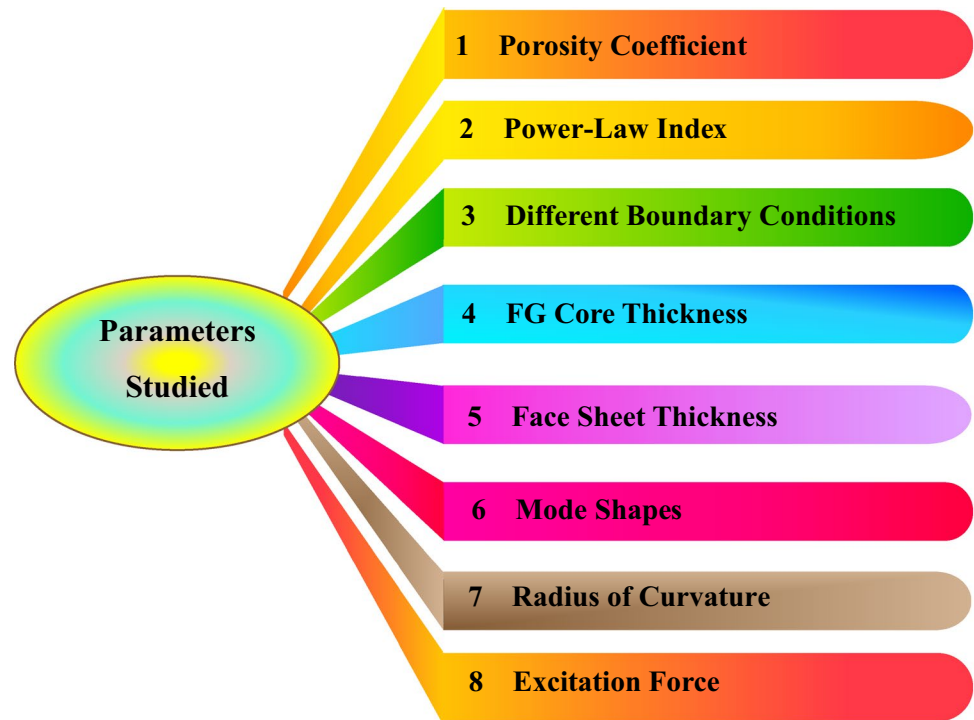 Parameters
Studied
1 Porosity Coefficient
2 Power-Law Index
3 Different Boundary Conditions
4 FG Core Thickness
5 Face Sheet Thickness
6 Mode Shapes
7 Radius of Curvature
8 Excitation Force